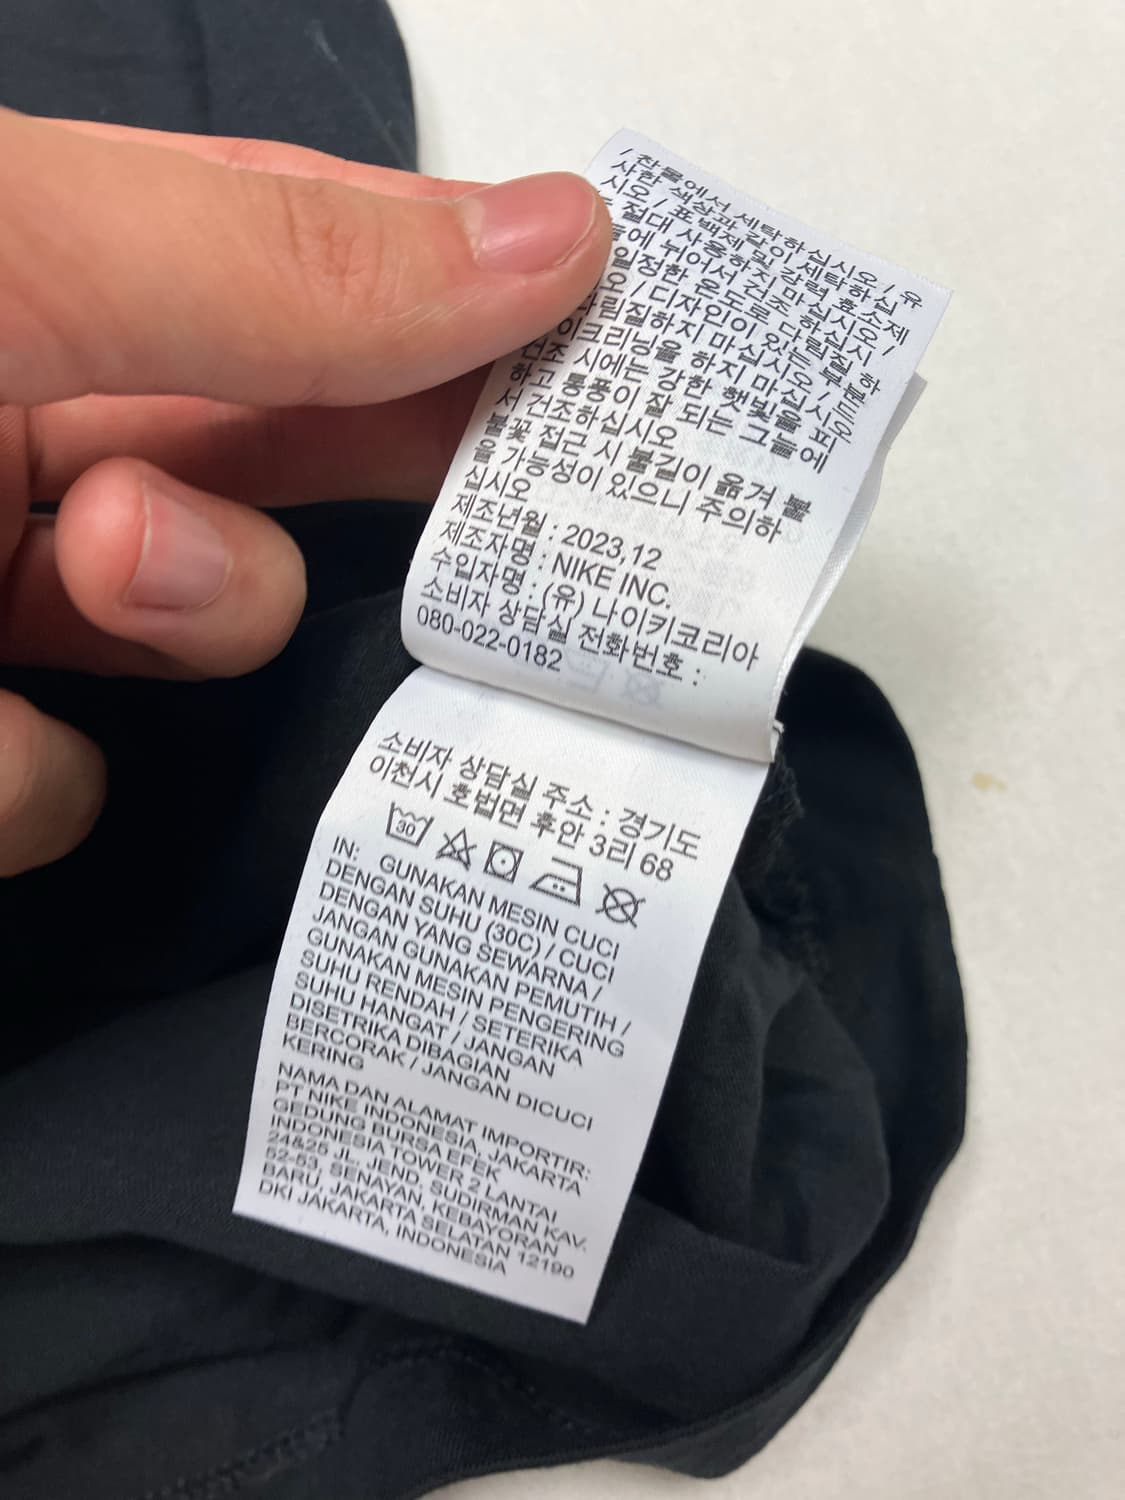 / 찬물에서 세탁하십시오 / 유
사한 색상과 같이 세탁하십
시오 / 표백제 및 강력 효소제
는 절대 사용하지 마십시오 /
늘에 뉘어서 건조 하십시
일정한 온도로 다림질 하
오 / 디자인이 있는 부분
다림질하지 마십시오 / 드
이크리닝을 하지 마십시오
건조 시에는 강한 햇빛을 피
하고 통풍이 잘 되는 그늘에
서 건조하십시오
불꽃 접근 시 불길이 옮겨 붙
을 가능성이 있으니 주의하
십시오
제조년월 : 2023,12
제조자명 : NIKE INC.
수입자명 : (유) 나이키코리아
소비자 상담실 전화번호 :
080-022-0182
소비자 상담실 주소 : 경기도
이천시 호법면 후안 3리 68
30
IN: GUNAKAN MESIN CUCI
DENGAN SUHU (30C) / CUCI
DENGAN YANG SEWARNA /
JANGAN GUNAKAN PEMUTIH /
GUNAKAN MESIN PENGERING
SUHU RENDAH / SETERIKA
SUHU HANGAT / JANGAN
DISETRIKA DIBAGIAN
BERCORAK / JANGAN DICUCI
KERING
NAMA DAN ALAMAT IMPORTIR:
PT NIKE INDONESIA, JAKARTA
GEDUNG BURSA EFEK
INDONESIA TOWER 2 LANTAI
24&25 JL. JEND. SUDIRMAN KAV.
52-53, SENAYAN, KEBAYORAN
BARU, JAKARTA SELATAN 12190
DKI JAKARTA, INDONESIA